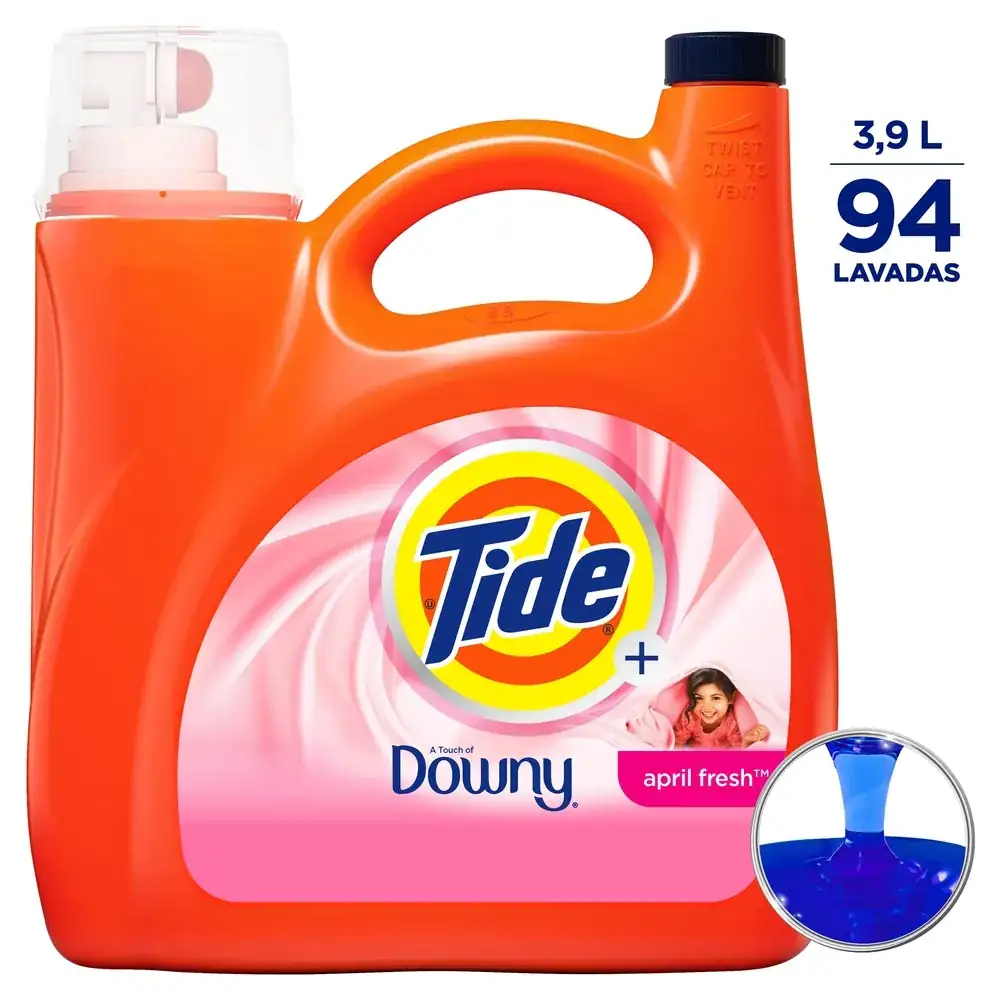 TWIST
CAP TO
VENT
3,9 L
94
LAVADAS
Tide
U
®
+
A Touch of
Downy®
april fresh™